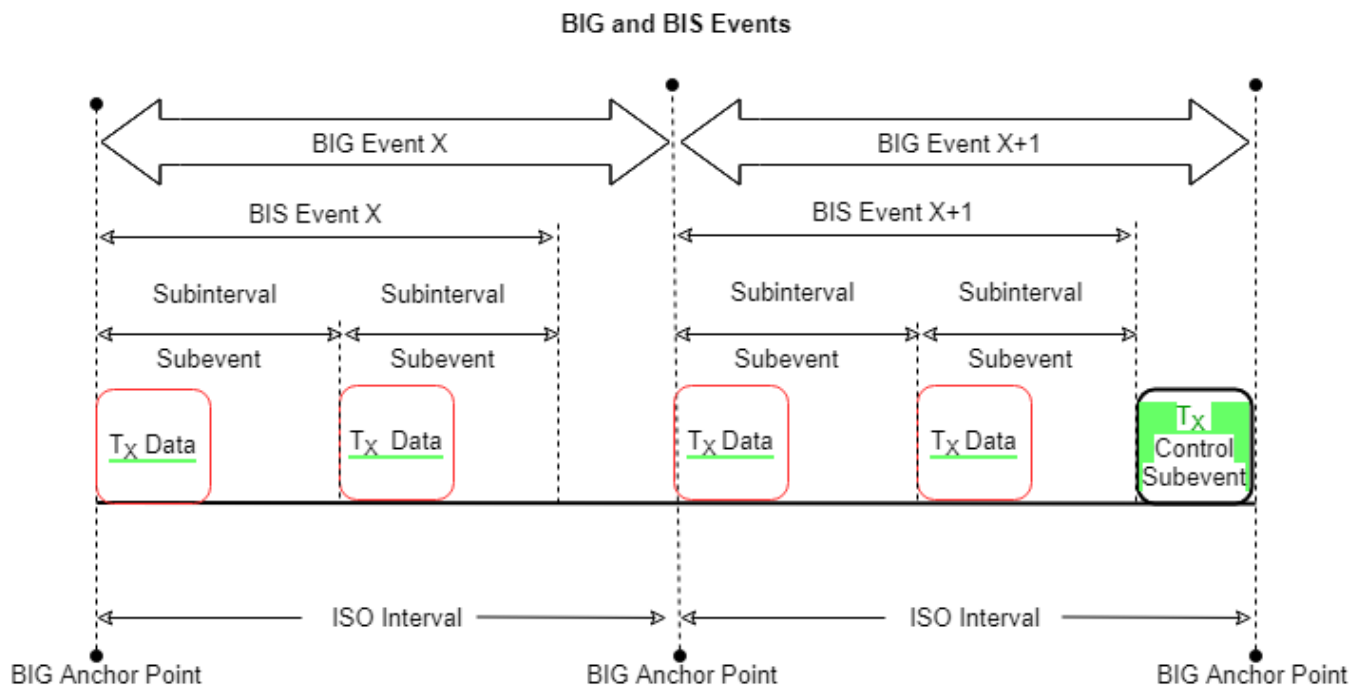 BIG and BIS Events
BIG Event X
BIG Event X+1
BIS Event X
BIS Event X+1
Subinterval
Subinterval
Subinterval
Subinterval
Subevent
Subevent
Subevent
Subevent
TX Data
TX Data
TX Data
TX Data
TX
Control
Subevent
ISO Interval
ISO Interval
BIG Anchor Point
BIG Anchor Point
BIG Anchor Point